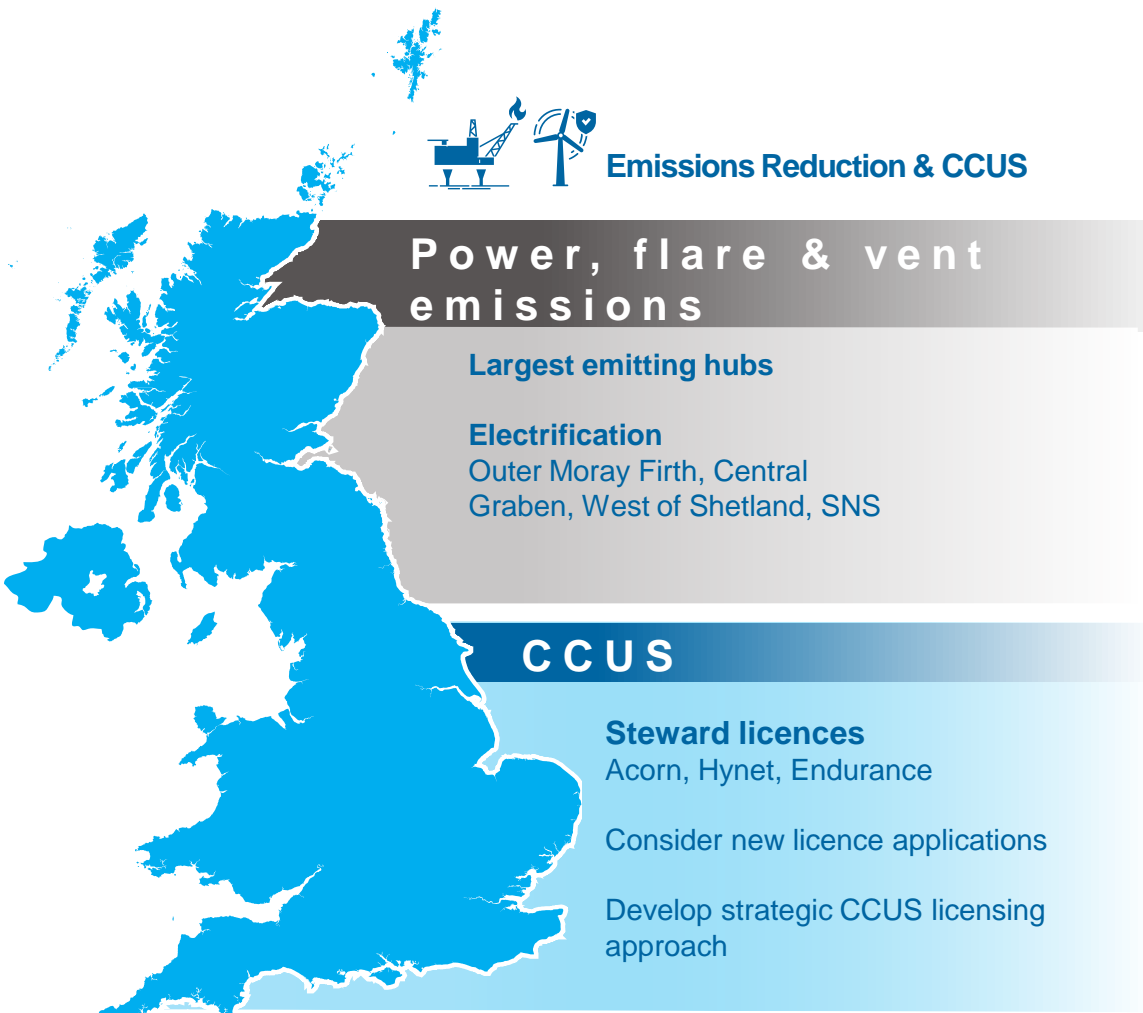 Emissions Reduction & CCUS
Power, flare & vent
emissions
Largest emitting hubs
Electrification
Outer Moray Firth, Central
Graben, West of Shetland, SNS
CCUS
Steward licences
Acorn, Hynet, Endurance
Consider new licence applications
Develop strategic CCUS licensing
approach